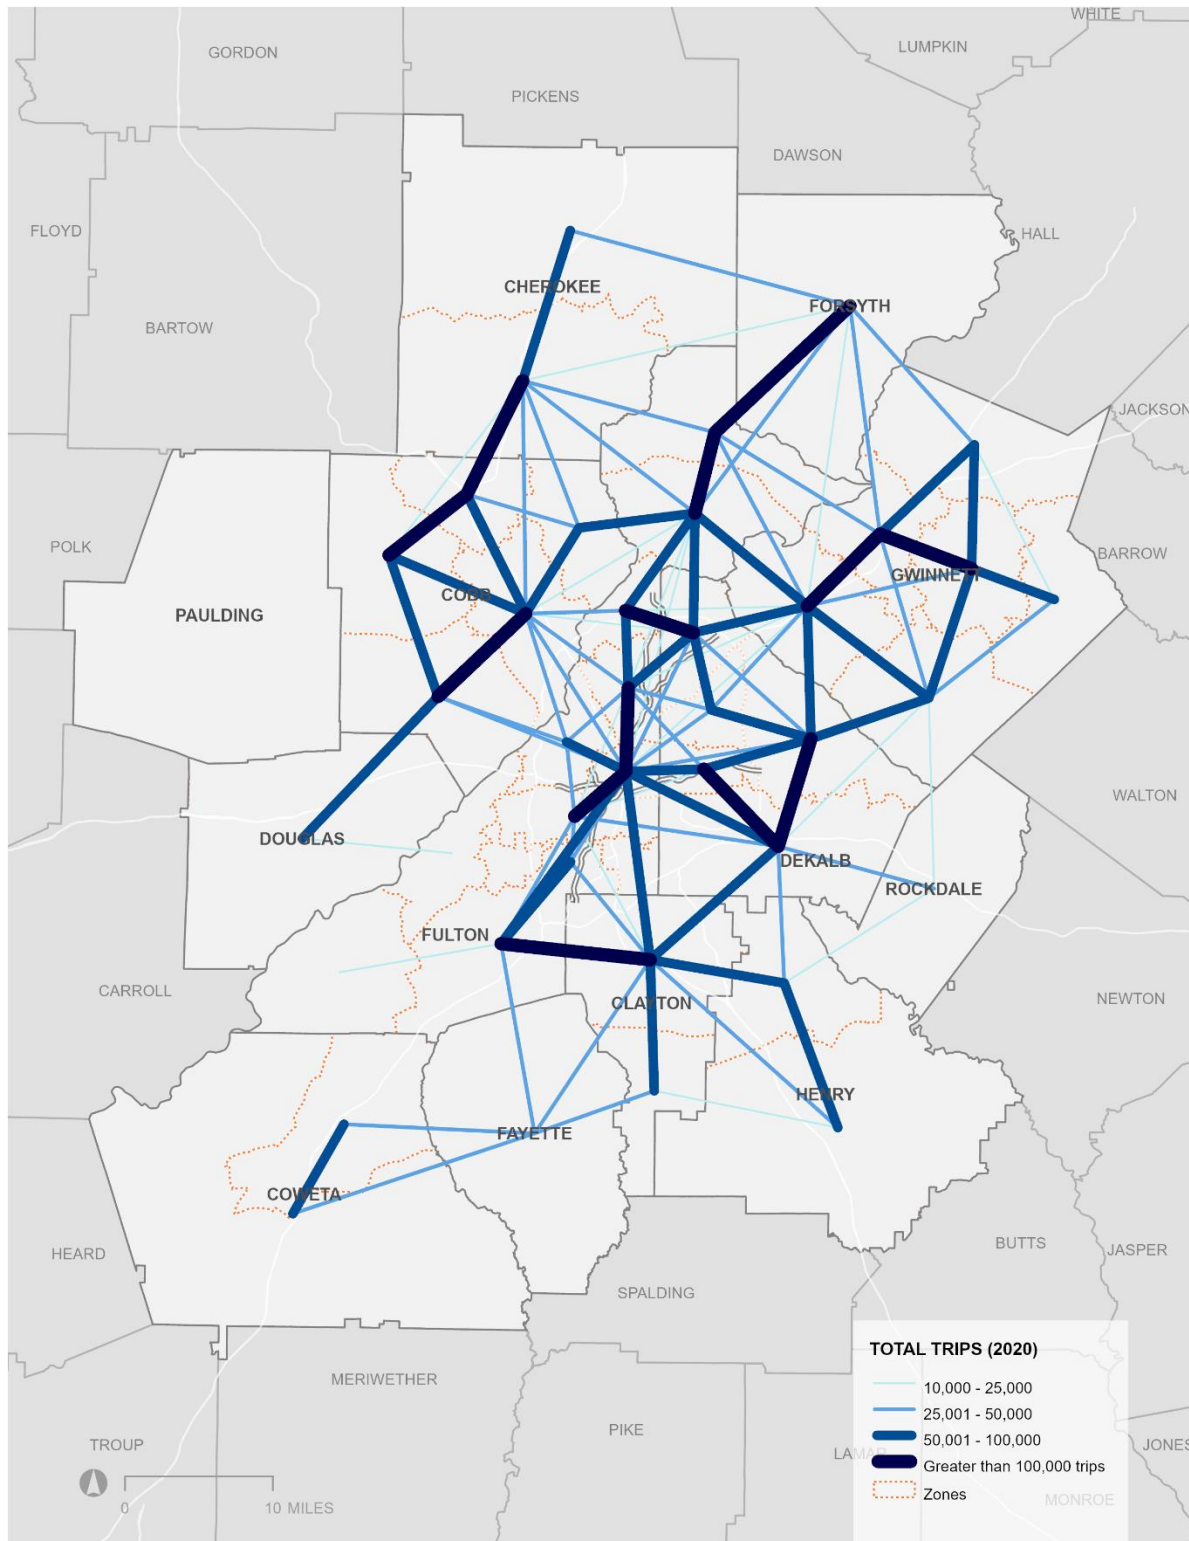 WHITE
LUMPKIN
GORDON
PICKENS
DAWSON
HALL
FLOYD
CHEROKEE
FORSYTH
BARTOW
JACKSON
POLK
BARROW
GWINNETT
COBB
PAULDING
WALTON
DOUGLAS
DEKALB
ROCKDALE
FULTON
CARROLL
NEWTON
CLAYTON
HENRY
FAYETTE
COWETA
BUTTS
JASPER
HEARD
SPALDING
TOTAL TRIPS (2020)
MERIWETHER
10,000 - 25,000
25,001 - 50,000
PIKE
50,001 - 100,000
TROUP
JONES
LAMAR
Greater than 100,000 trips
Zones
MONROE
0 10 MILES